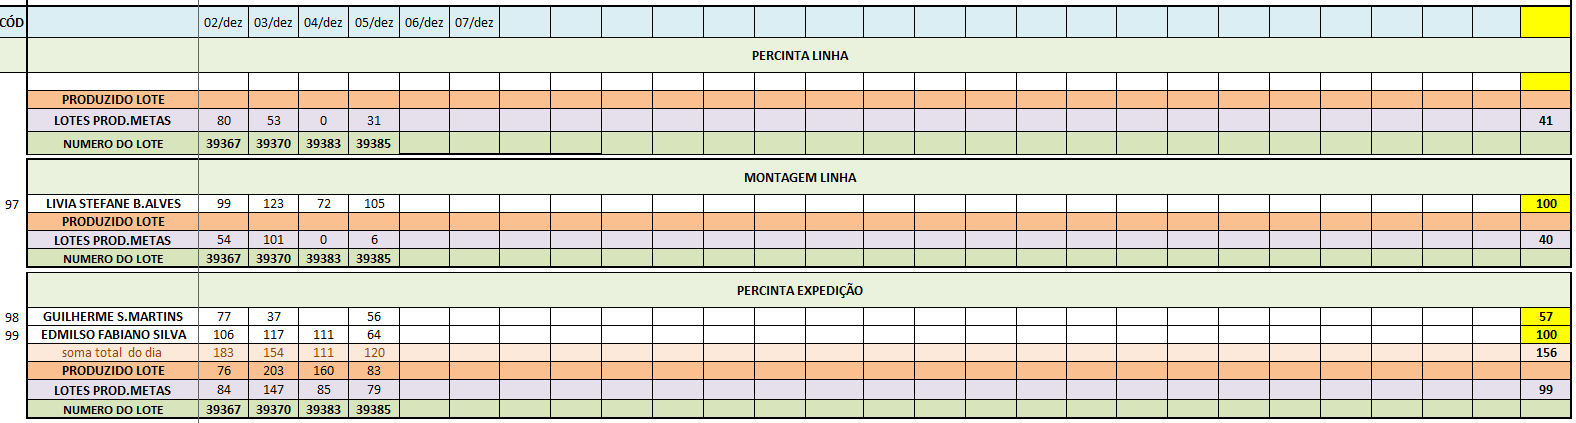 CÓD 02/dez 03/dez 04/dez 05/dez 06/dez 07/dez
PERCINTA LINHA
PRODUZIDO LOTE
LOTES PROD.METAS 80 53 0 31 41
NUMERO DO LOTE 39367 39370 39383 39385
MONTAGEM LINHA
97 LIVIA STEFANE B.ALVES 99 123 72 105 100
PRODUZIDO LOTE
LOTES PROD.METAS 54 101 0 6 40
NUMERO DO LOTE 39367 39370 39383 39385
PERCINTA EXPEDIÇÃO
98 GUILHERME S.MARTINS 77 37 56 57
99 EDMILSO FABIANO SILVA 106 117 111 64 100
soma total do dia 183 154 111 120 156
PRODUZIDO LOTE 76 203 160 83
LOTES PROD.METAS 84 147 85 79 99
NUMERO DO LOTE 39367 39370 39383 39385